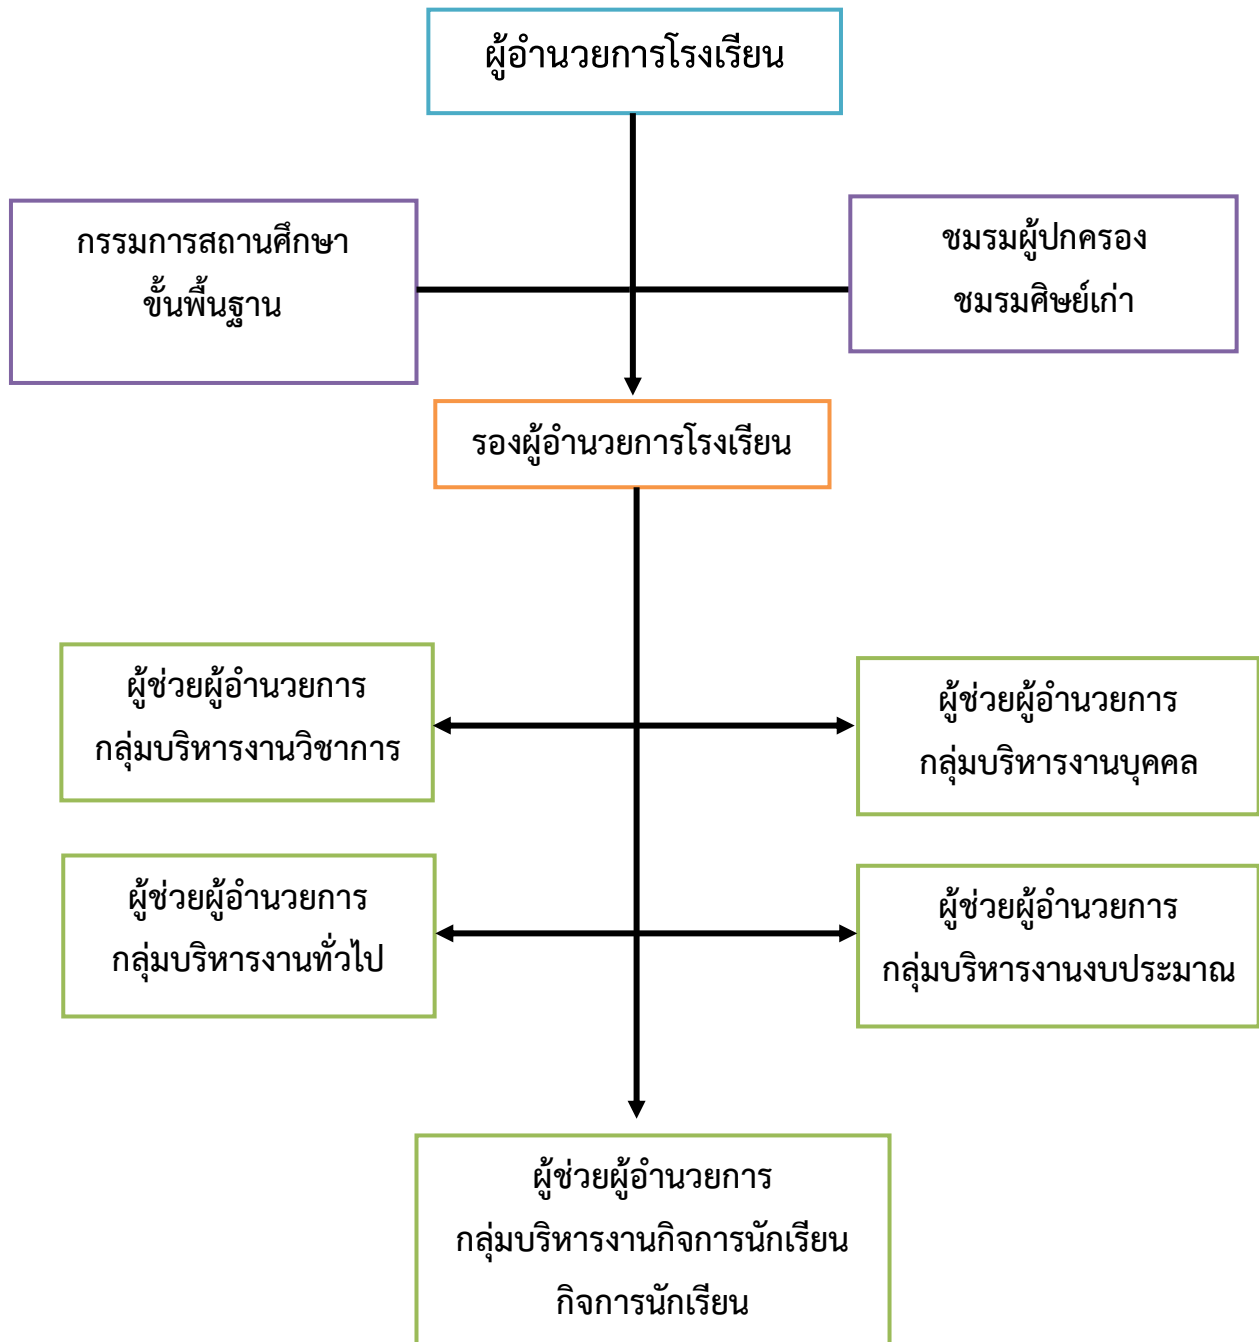 ผู้อำนวยการโรงเรียน
กรรมการสถานศึกษา
ขั้นพื้นฐาน
ชมรมผู้ปกครอง
ชมรมศิษย์เก่า
รองผู้อำนวยการโรงเรียน
ผู้ช่วยผู้อำนวยการ
กลุ่มบริหารงานวิชาการ
ผู้ช่วยผู้อำนวยการ
กลุ่มบริหารงานบุคคล
ผู้ช่วยผู้อำนวยการ
กลุ่มบริหารงานทั่วไป
ผู้ช่วยผู้อำนวยการ
กลุ่มบริหารงานงบประมาณ
ผู้ช่วยผู้อำนวยการ
กลุ่มบริหารงานกิจการนักเรียน
กิจการนักเรียน